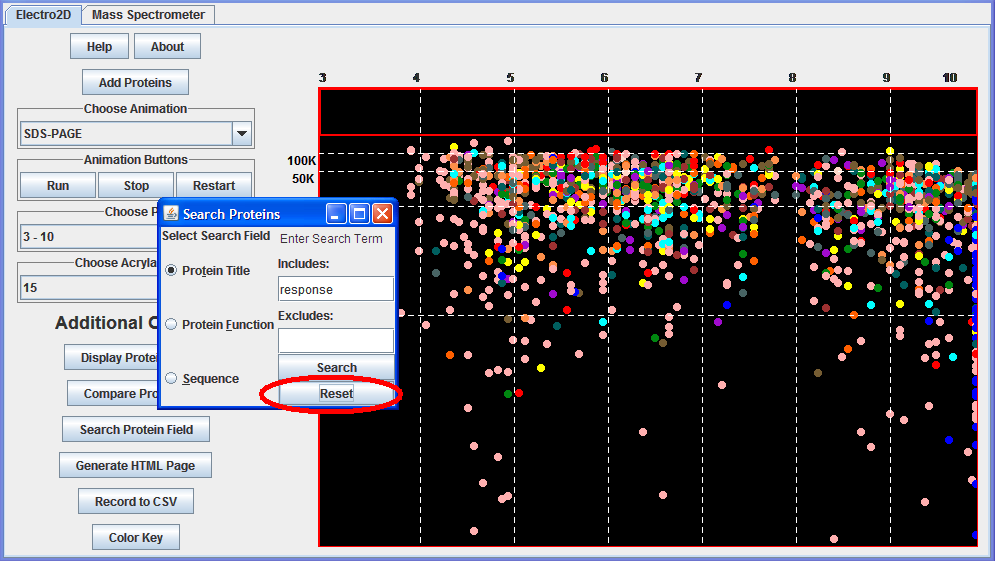 Electro2D Mass Spectrometer
Help About
Add Proteins
Choose Animation
SDS-PAGE
Animation Buttons
Run Stop Restart
Choose P
3 - 10
Choose Acryla
15
Additional
Display Protei
Compare Pro
Search Protein Field
Generate HTML Page
Record to CSV
Color Key
3 4 5 6 7 8 9 10
100K
50K
Search Proteins
Select Search Field Enter Search Term
Protein Title
Includes:
response
Protein Function
Excludes:
Sequence
Search
Reset